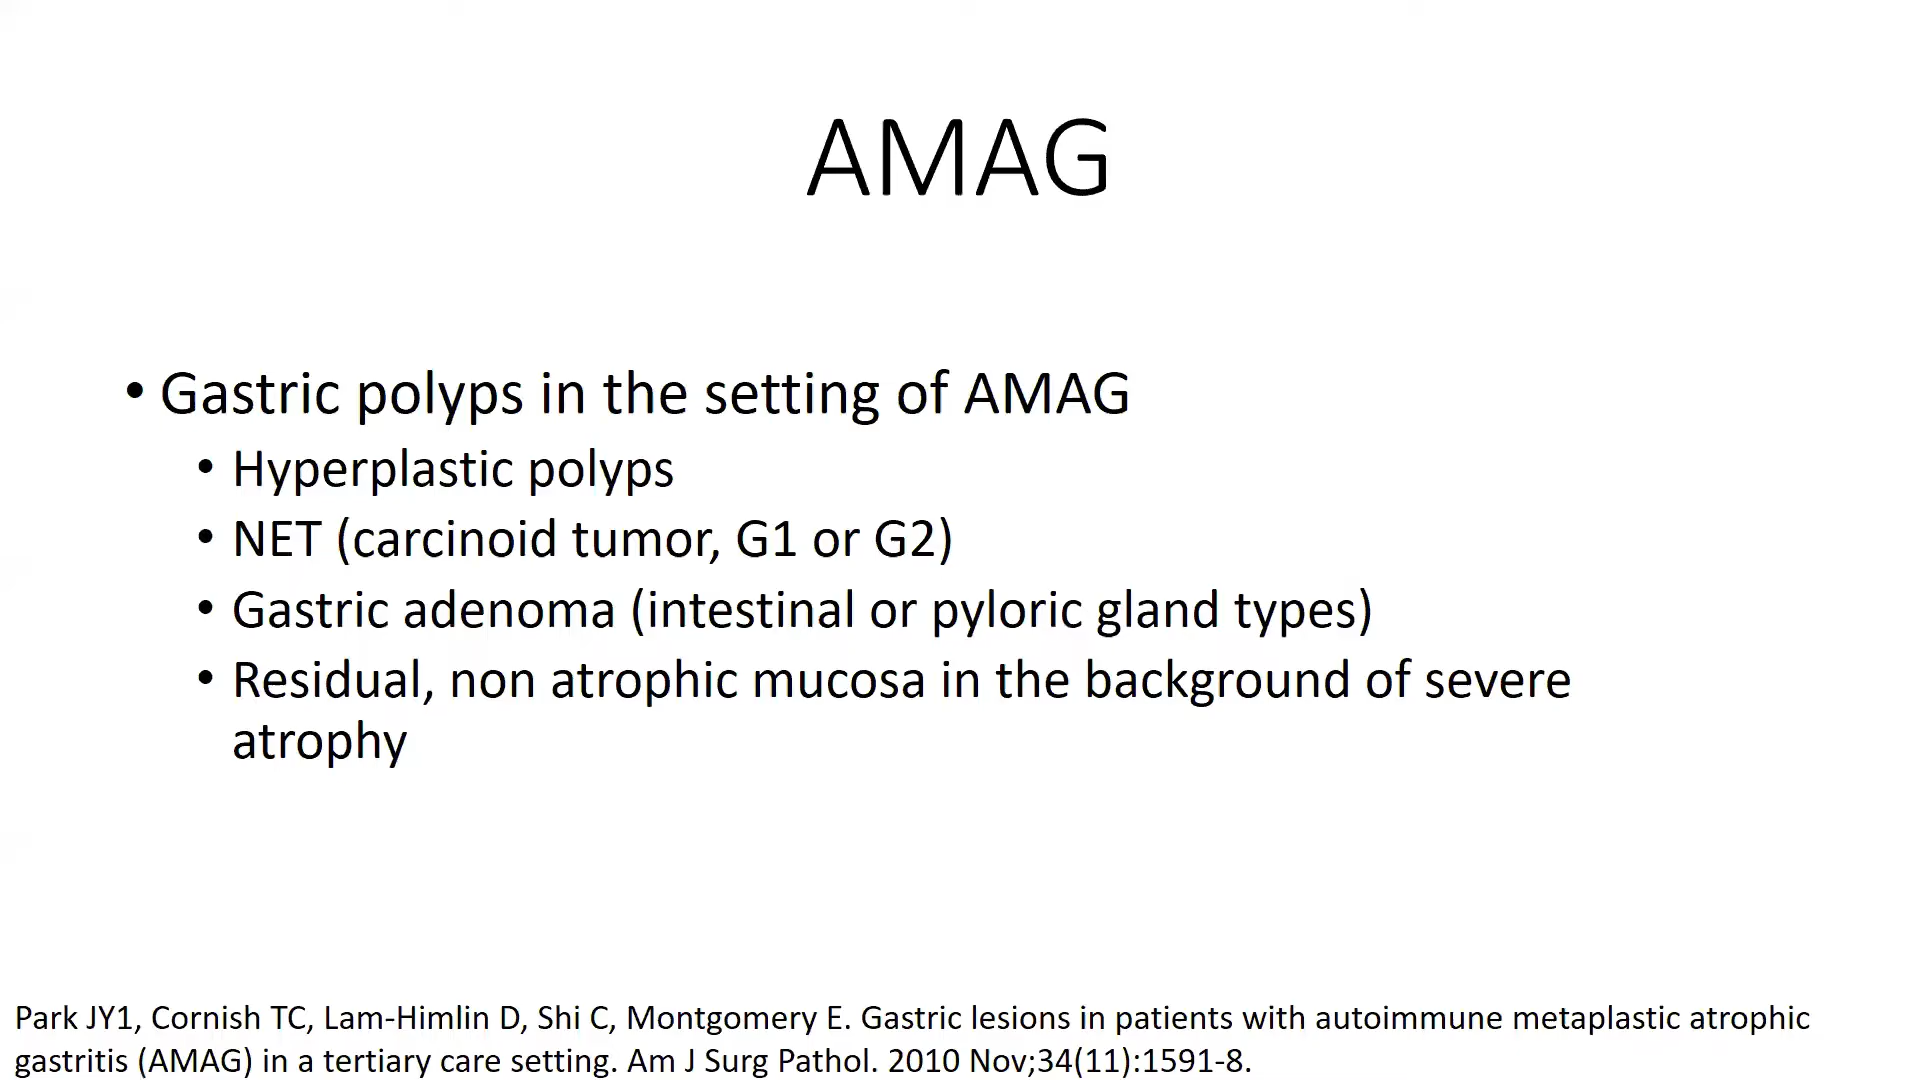 AMAG
• Gastric polyps in the setting of AMAG
• Hyperplastic polyps
• NET (carcinoid tumor, G1 or G2)
• Gastric adenoma (intestinal or pyloric gland types)
• Residual, non atrophic mucosa in the background of severe
atrophy
Park JY1, Cornish TC, Lam-Himlin D, Shi C, Montgomery E. Gastric lesions in patients with autoimmune metaplastic atrophic
gastritis (AMAG) in a tertiary care setting. Am J Surg Pathol. 2010 Nov;34(11):1591-8.